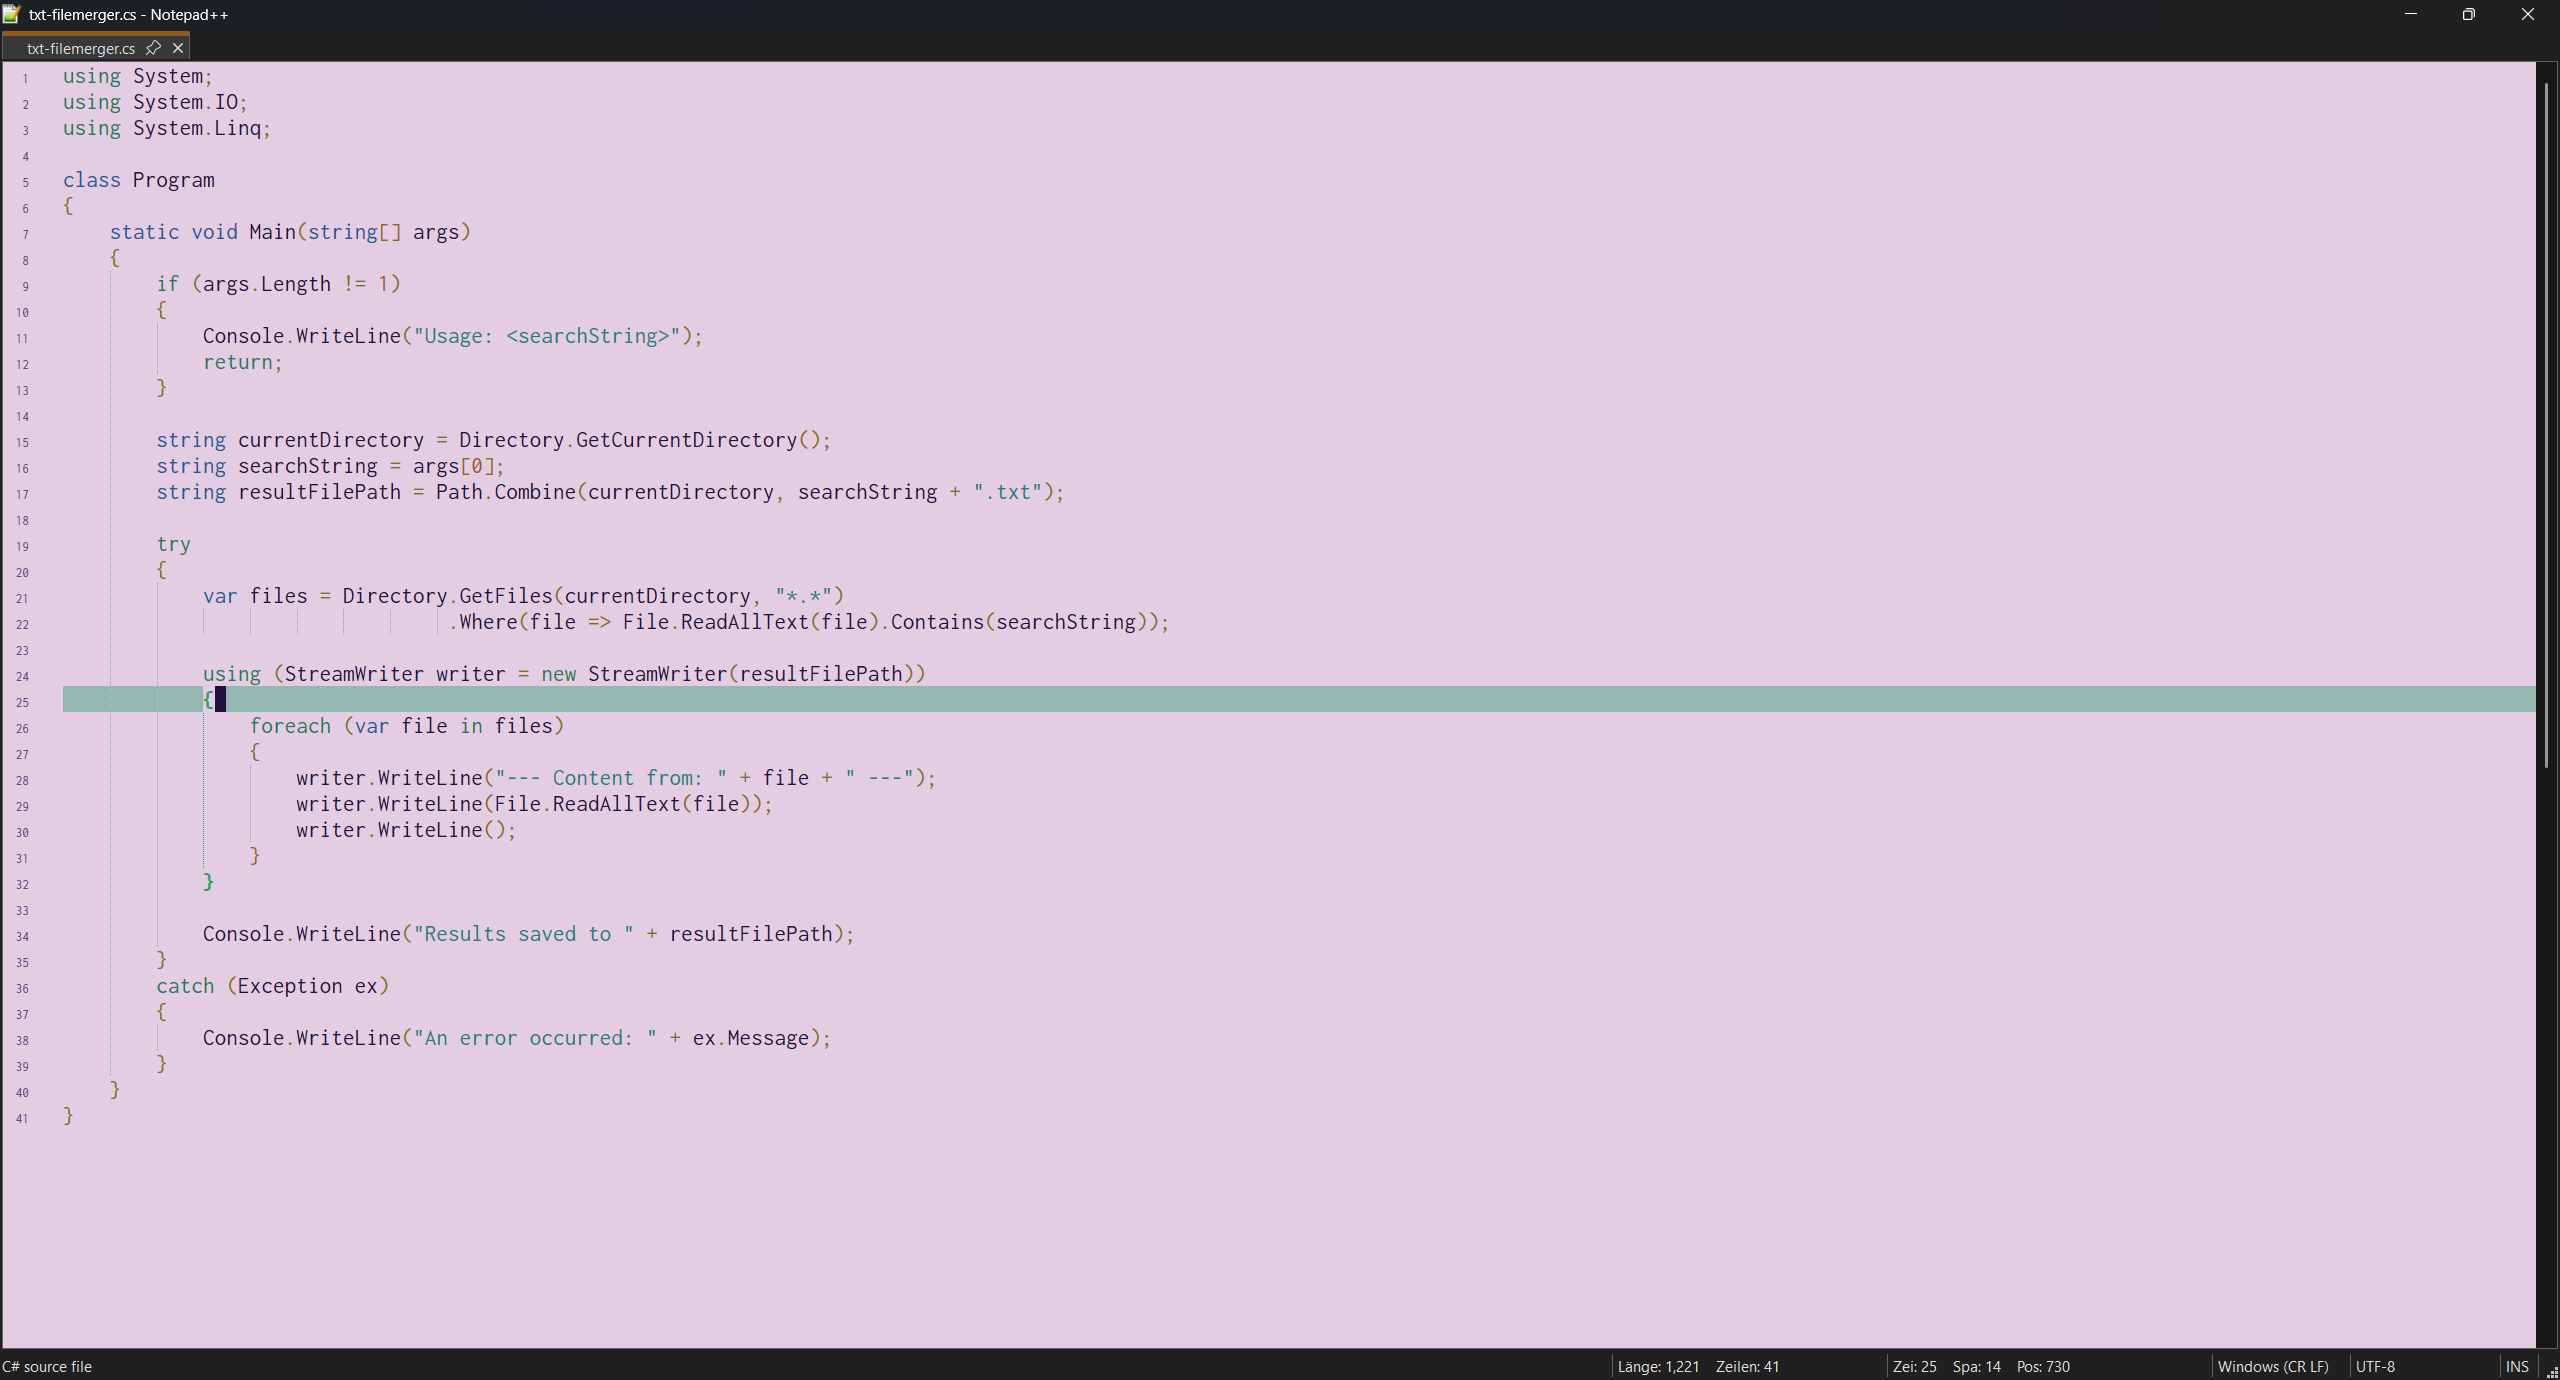 txt-filemerger.cs - Notepad++
txt-filemerger.cs
1 using System;
2 using System.IO;
3 using System.Linq;
4
5 class Program
6 {
7     static void Main(string[] args)
8     {
9         if (args.Length != 1)
10         {
11             Console.WriteLine("Usage: <searchString>");
12             return;
13         }
14
15         string currentDirectory = Directory.GetCurrentDirectory();
16         string searchString = args[0];
17         string resultFilePath = Path.Combine(currentDirectory, searchString + ".txt");
18
19         try
20         {
21             var files = Directory.GetFiles(currentDirectory, "*.*")
22                                  .Where(file => File.ReadAllText(file).Contains(searchString));
23
24             using (StreamWriter writer = new StreamWriter(resultFilePath))
25             {
26                 foreach (var file in files)
27                 {
28                     writer.WriteLine("--- Content from: " + file + " ---");
29                     writer.WriteLine(File.ReadAllText(file));
30                     writer.WriteLine();
31                 }
32             }
33
34             Console.WriteLine("Results saved to " + resultFilePath);
35         }
36         catch (Exception ex)
37         {
38             Console.WriteLine("An error occurred: " + ex.Message);
39         }
40     }
41 }
C# source file Länge: 1,221 Zeilen: 41 Zei: 25 Spa: 14 Pos: 730 Windows (CR LF) UTF-8 INS